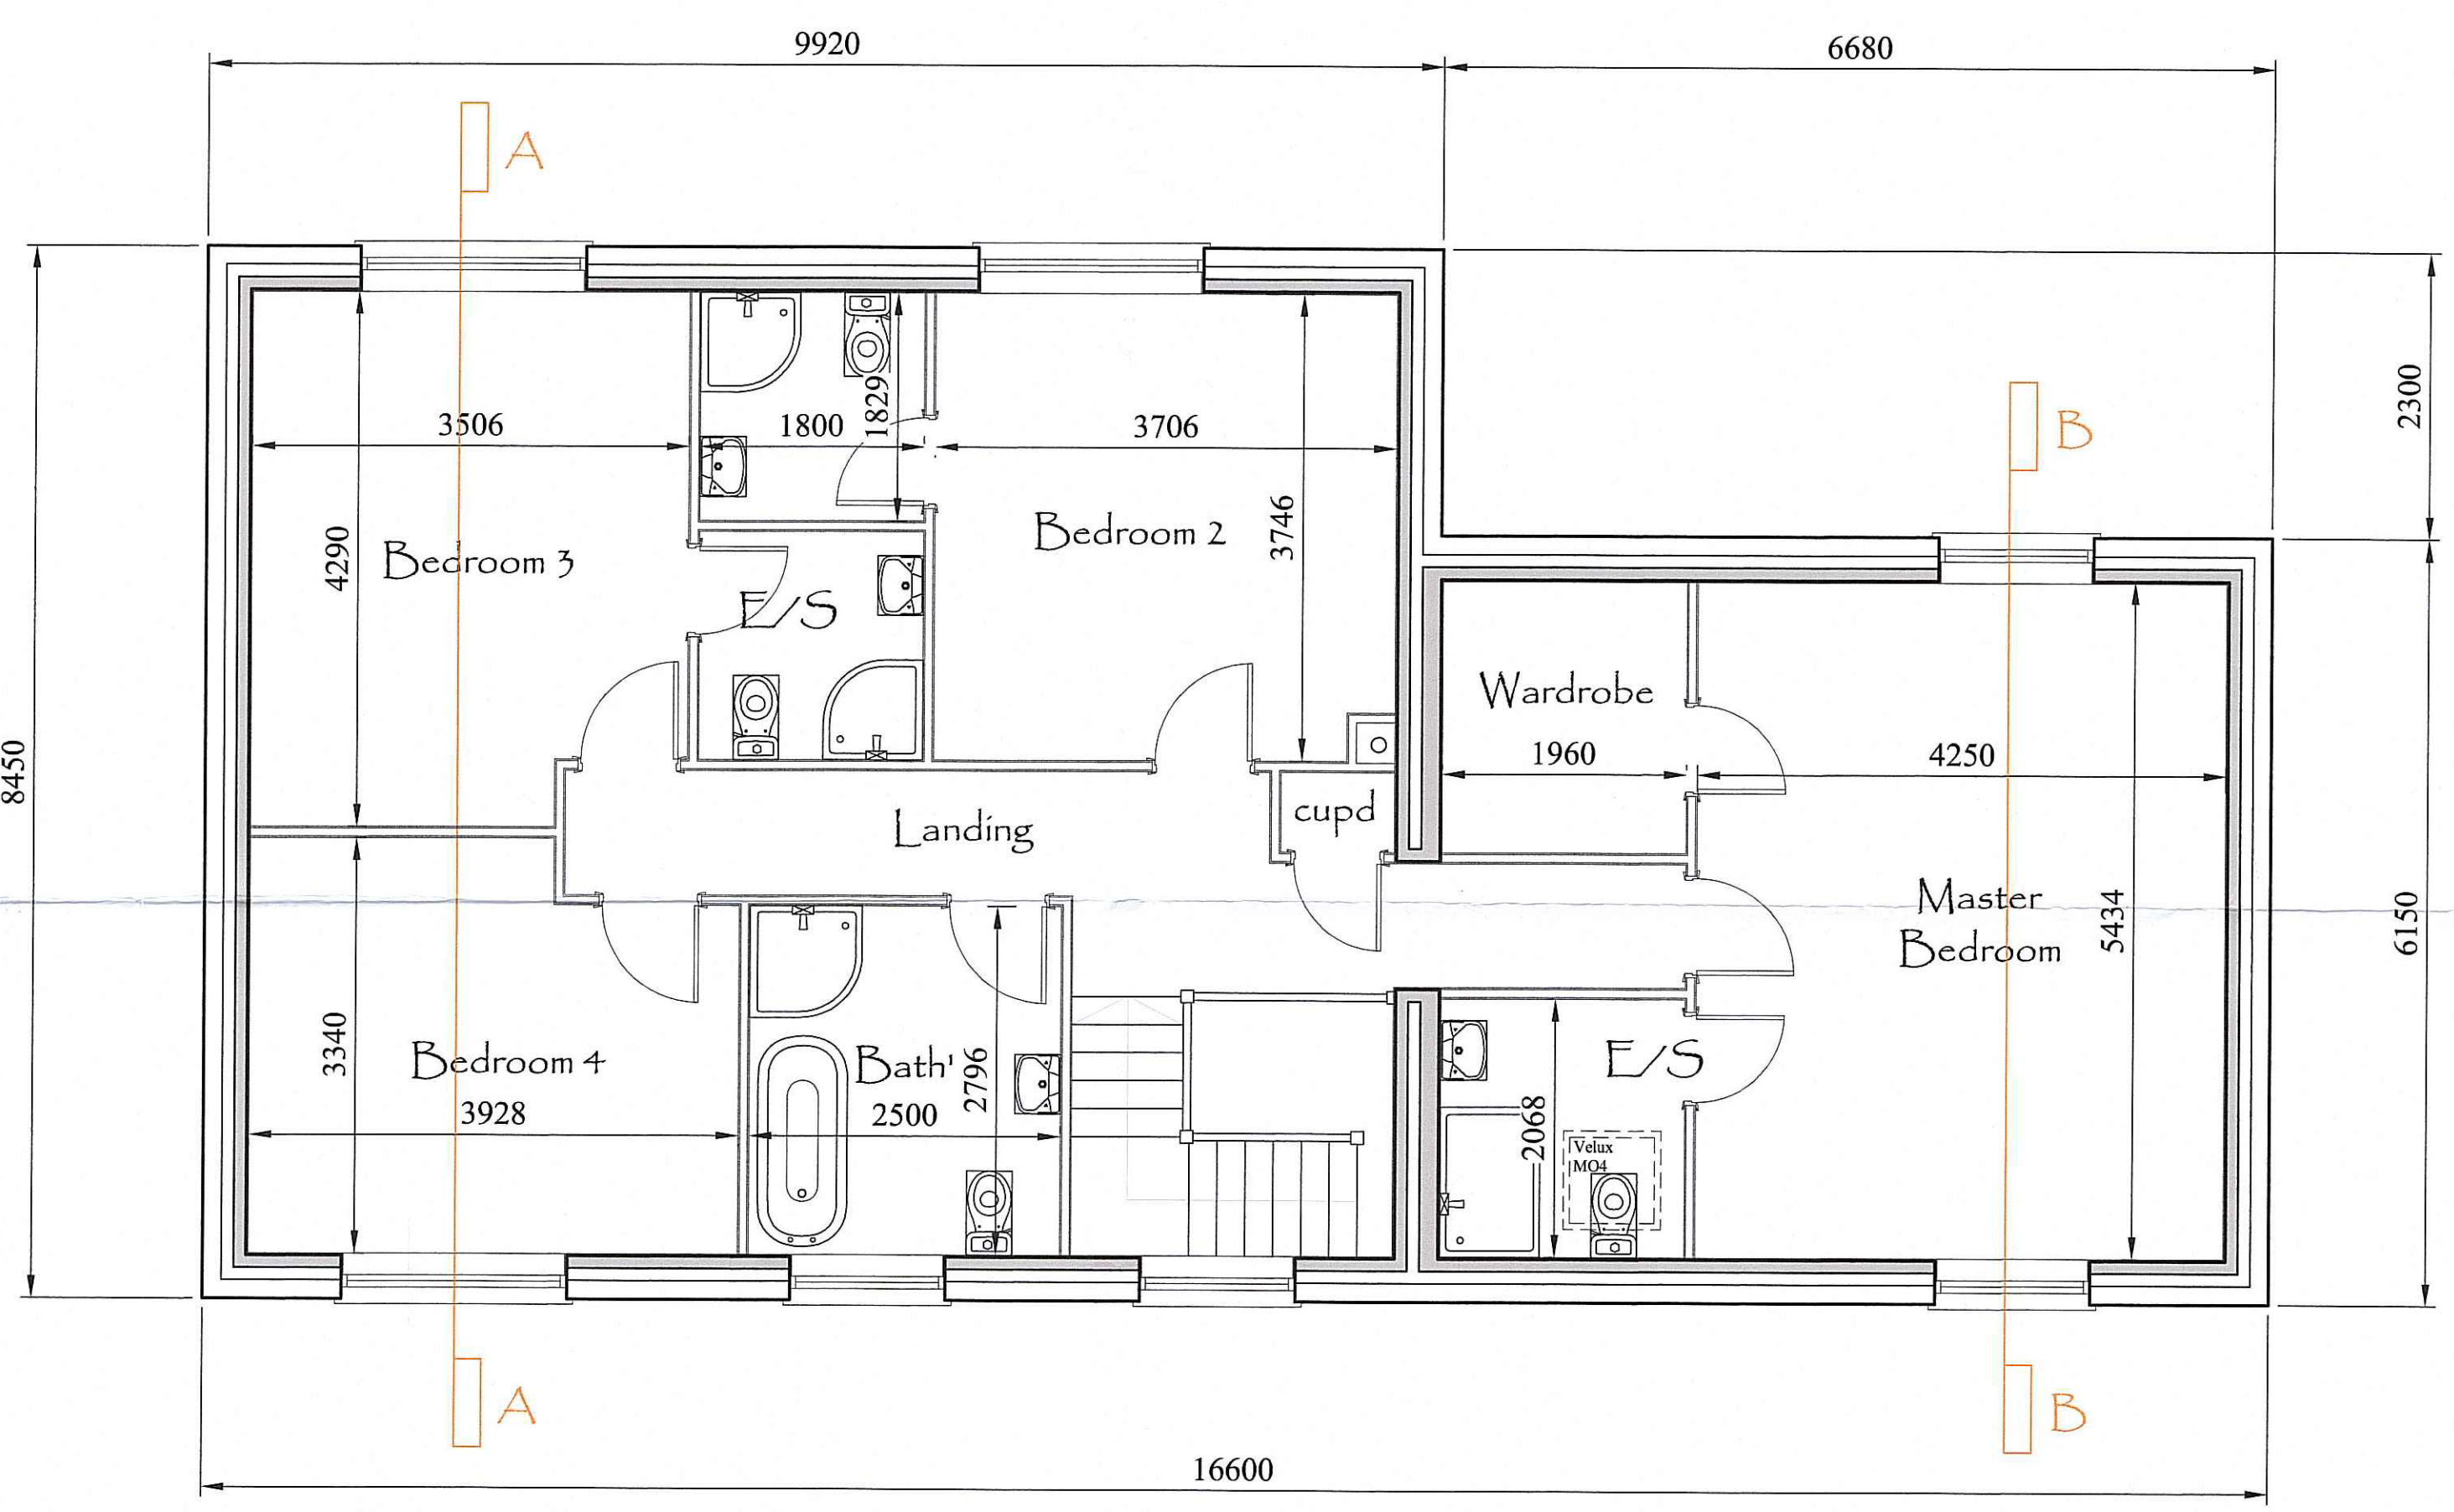 9920
6680
A
B
2300
3506
1800
1829
3706
Bedroom 2
3746
4290
Bedroom 3
E/S
Wardrobe
1960
4250
8450
Landing
cupd
Master
Bedroom
5434
6150
3340
Bedroom 4
3928
Bath'
2500
2796
E/S
2068
Velux
MO4
A
B
16600